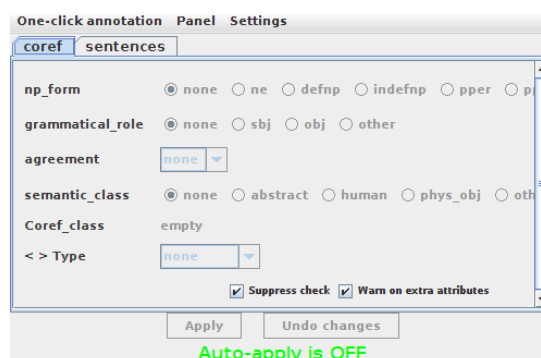 One-click annotation Panel Settings
coref sentences
np_form none ne defnp indefnp pper
grammatical_role none sbj obj other
agreement none
semantic_class none abstract human phys_obj
Coref_class empty
< > Type none
Suppress check Warn on extra attributes
Apply Undo changes
Auto-apply is OFF